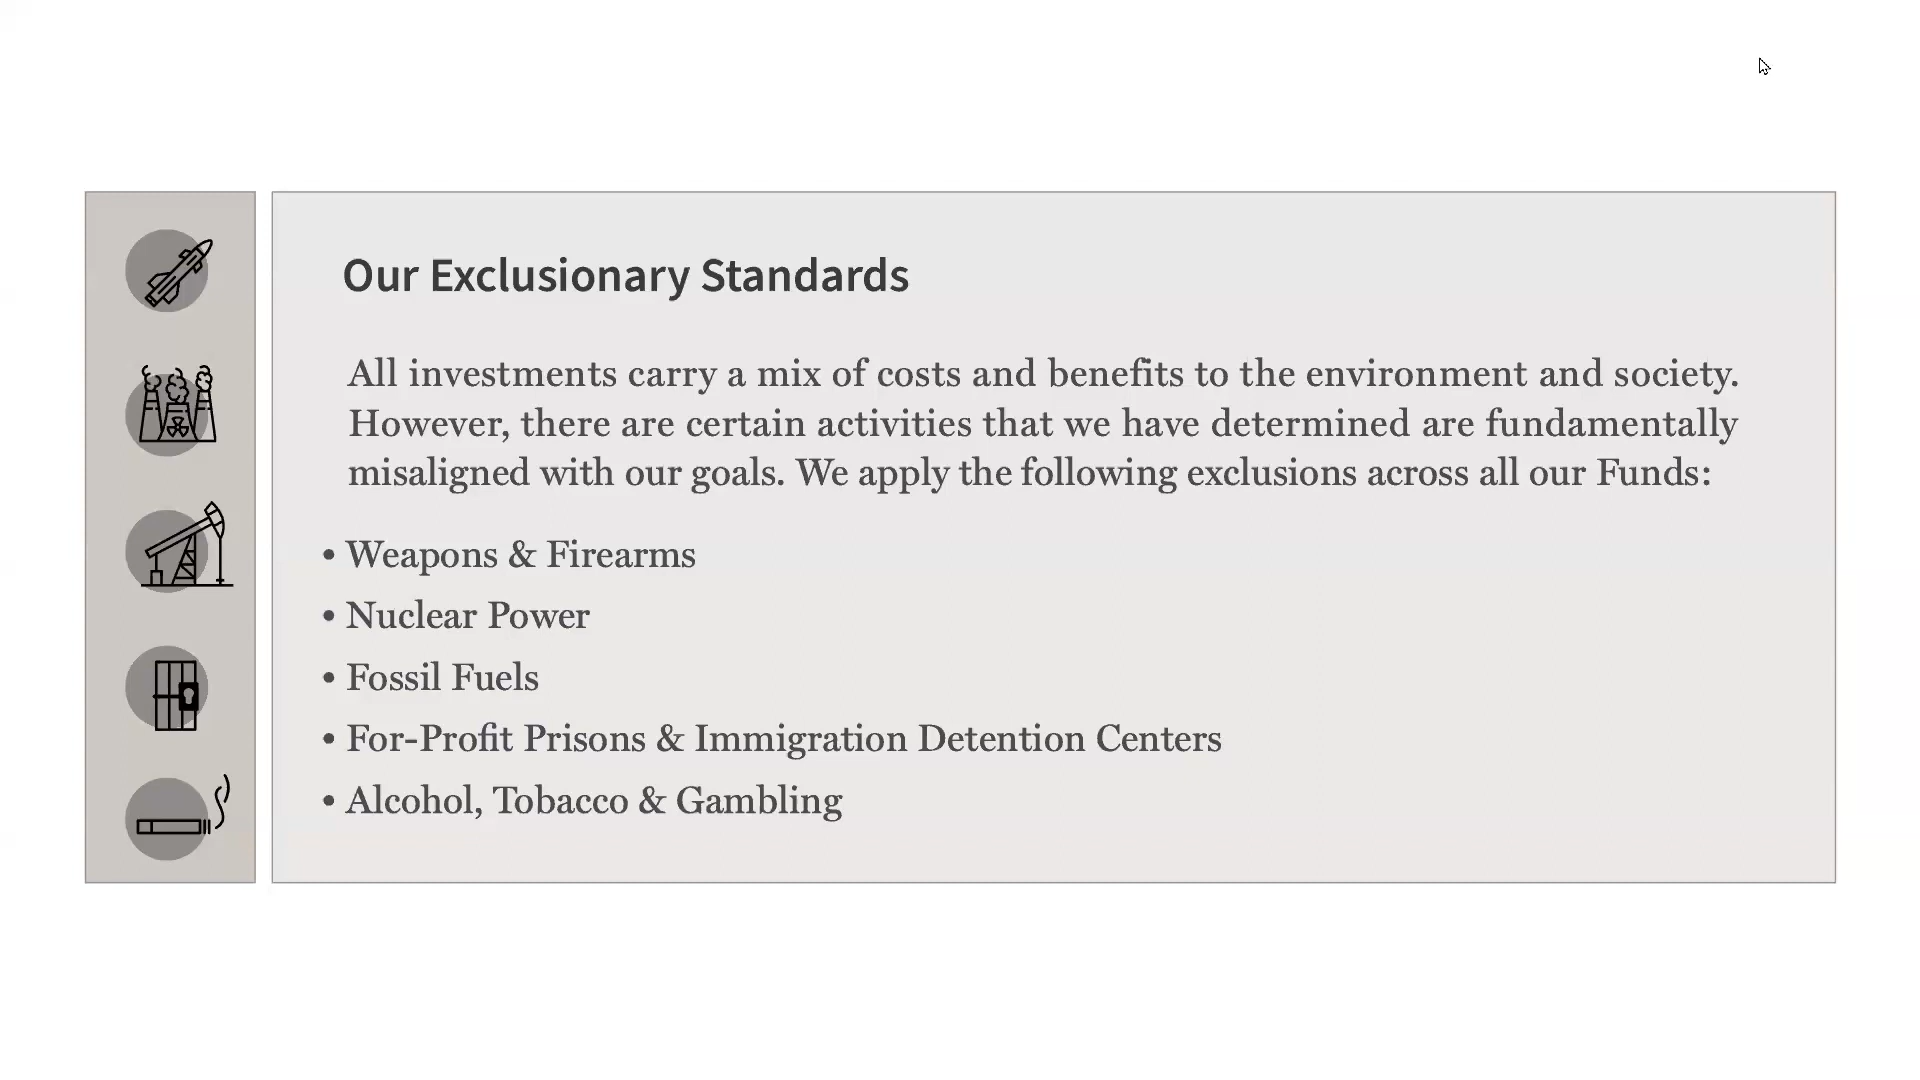 Our Exclusionary Standards
All investments carry a mix of costs and benefits to the environment and society.
However, there are certain activities that we have determined are fundamentally
misaligned with our goals. We apply the following exclusions across all our Funds:
• Weapons & Firearms
• Nuclear Power
• Fossil Fuels
• For-Profit Prisons & Immigration Detention Centers
• Alcohol, Tobacco & Gambling